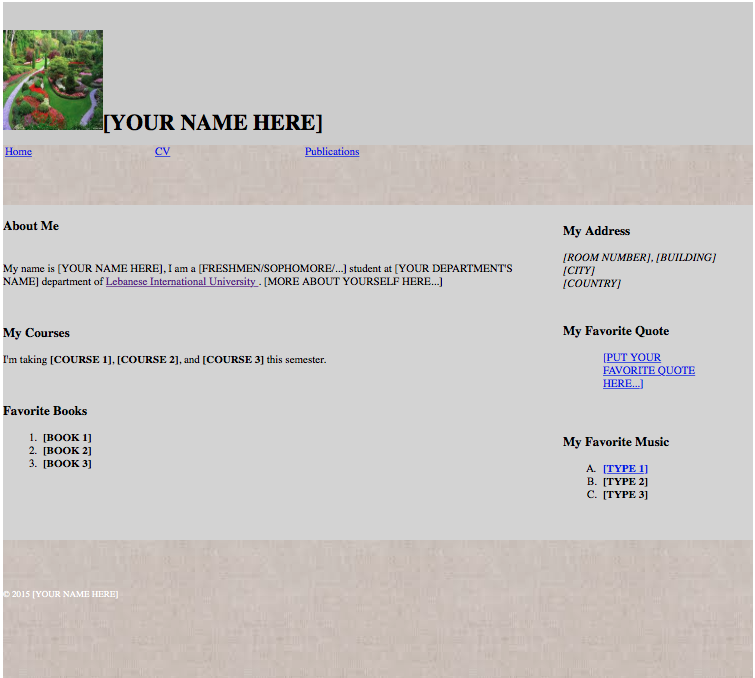 [YOUR NAME HERE]
Home CV Publications
About Me
My name is [YOUR NAME HERE], I am a [FRESHMEN/SOPHOMORE/...] student at [YOUR DEPARTMENT'S
NAME] department of Lebanese International University . [MORE ABOUT YOURSELF HERE...]
My Courses
I'm taking [COURSE 1], [COURSE 2], and [COURSE 3] this semester.
Favorite Books
1. [BOOK 1]
2. [BOOK 2]
3. [BOOK 3]
My Address
[ROOM NUMBER], [BUILDING]
[CITY]
[COUNTRY]
My Favorite Quote
[PUT YOUR
FAVORITE QUOTE
HERE...]
My Favorite Music
A. [TYPE 1]
B. [TYPE 2]
C. [TYPE 3]
© 2015 [YOUR NAME HERE]